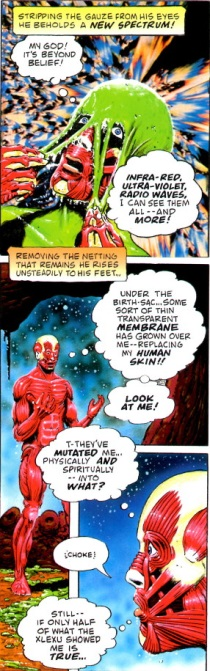 STRIPPING THE GAUZE FROM HIS EYES
HE BEHOLDS A NEW SPECTRUM!
MY GOD!
IT'S BEYOND
BELIEF!
INFRA-RED,
ULTRA-VIOLET,
RADIO WAVES,
I CAN SEE THEM
ALL--AND
MORE!
REMOVING THE NETTING
THAT REMAINS HE RISES
UNSTEADILY TO HIS FEET...
UNDER THE
BIRTH-SAC...SOME
SORT OF THIN
TRANSPARENT
MEMBRANE
HAS GROWN OVER
ME--REPLACING
MY HUMAN
SKIN!!
LOOK
AT ME!
T-THEY'VE
MUTATED ME...
PHYSICALLY AND
SPIRITUALLY
--INTO
WHAT?
(CHOKE)
STILL--
IF ONLY HALF
OF WHAT THE
XLEXU SHOWED
ME IS
TRUE...